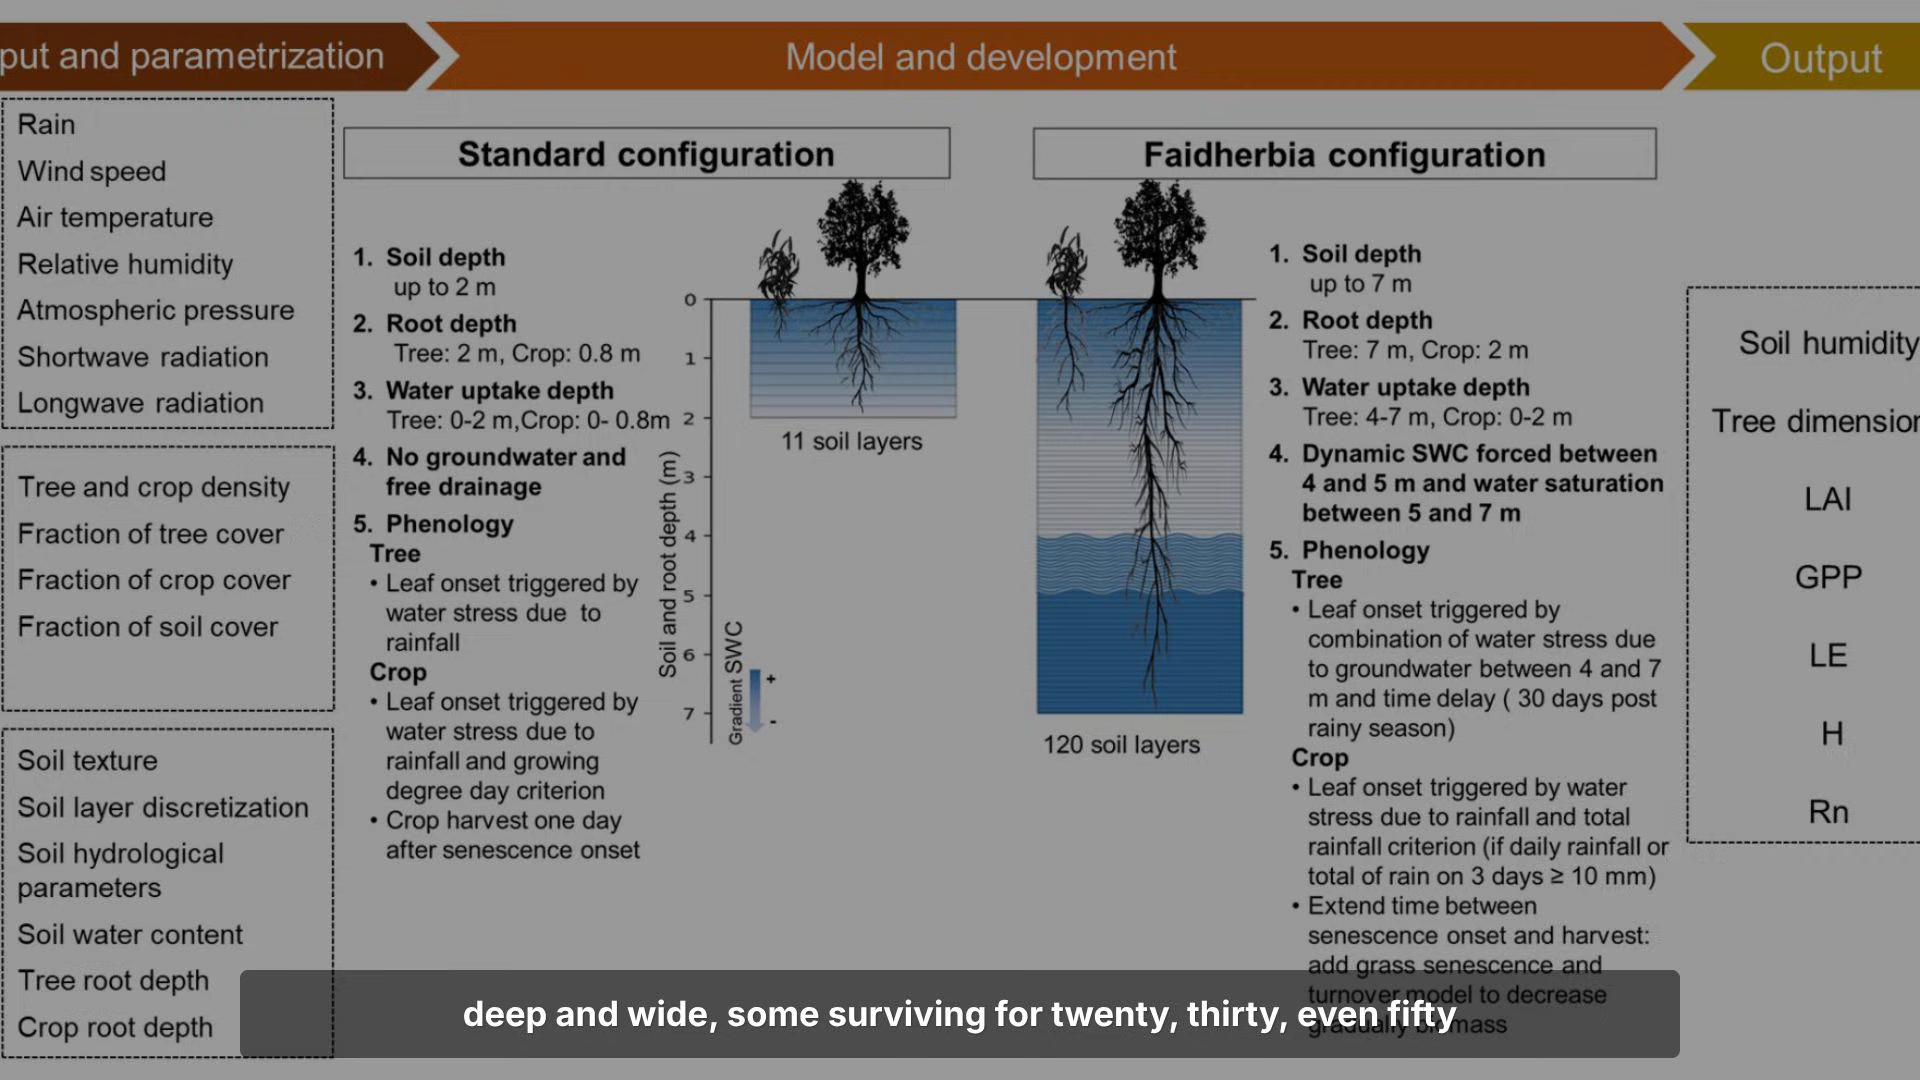 put and parametrization
Model and development
Output
Rain
Wind speed
Air temperature
Relative humidity
Atmospheric pressure
Shortwave radiation
Longwave radiation
Tree and crop density
Fraction of tree cover
Fraction of crop cover
Fraction of soil cover
Soil texture
Soil layer discretization
Soil hydrological
parameters
Soil water content
Tree root depth
Crop root depth
Standard configuration
1. Soil depth
up to 2 m
2. Root depth
Tree: 2 m, Crop: 0.8 m
3. Water uptake depth
Tree: 0-2 m,Crop: 0- 0.8m
4. No groundwater and
free drainage
5. Phenology
Tree
• Leaf onset triggered by
water stress due to
rainfall
Crop
• Leaf onset triggered by
water stress due to
rainfall and growing
degree day criterion
• Crop harvest one day
after senescence onset
Soil and root depth (m)
0
1
2
3
4
5
6
7
Gradient SWC
+
-
11 soil layers
Faidherbia configuration
120 soil layers
1. Soil depth
up to 7 m
2. Root depth
Tree: 7 m, Crop: 2 m
3. Water uptake depth
Tree: 4-7 m, Crop: 0-2 m
4. Dynamic SWC forced between
4 and 5 m and water saturation
between 5 and 7 m
5. Phenology
Tree
• Leaf onset triggered by
combination of water stress due
to groundwater between 4 and 7
m and time delay ( 30 days post
rainy season)
Crop
• Leaf onset triggered by water
stress due to rainfall and total
rainfall criterion (if daily rainfall or
total of rain on 3 days ≥ 10 mm)
• Extend time between
senescence onset and harvest:
add grass senescence and
turnover model to decrease
gradually biomass
Soil humidity
Tree dimension
LAI
GPP
LE
H
Rn
deep and wide, some surviving for twenty, thirty, even fifty